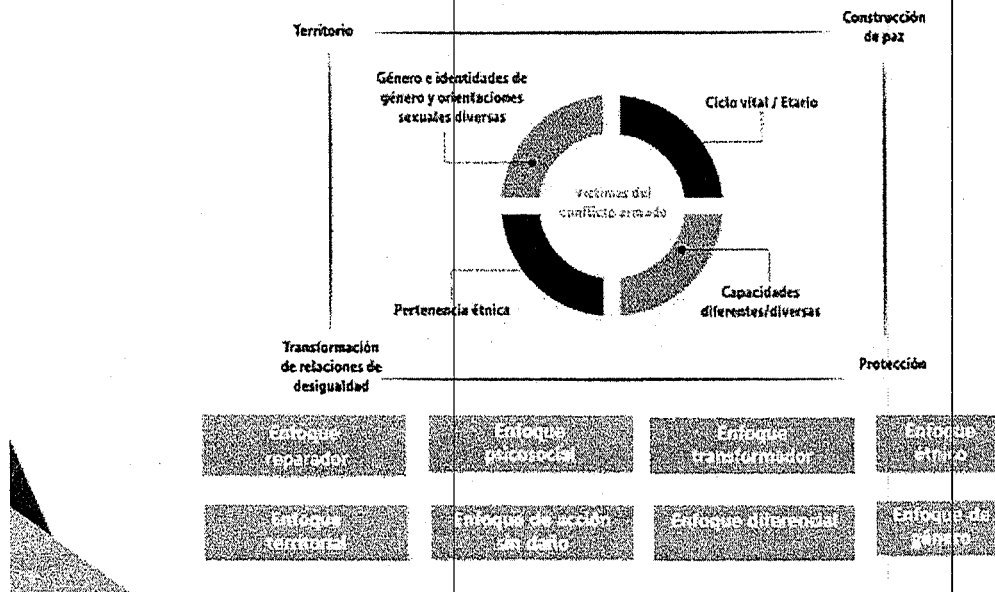 Territorio
Construcción
de paz
Género e identidades de
género y orientaciones
sexuales diversas
Ciclo vital / Etario
Víctimas del
conflicto armado
Pertenencia étnica
Capacidades
diferentes/diversas
Transformación
de relaciones de
desigualdad
Protección
Enfoque
reparador
Enfoque
psicosocial
Enfoque
transformador
Enfoque
étnico
Enfoque
territorial
Enfoque de acción
sin daño
Enfoque diferencial
Enfoque de
género